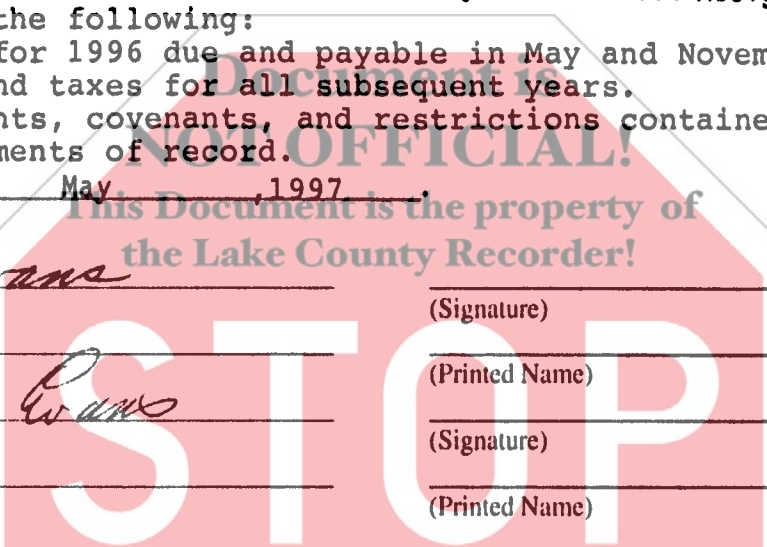 the following:
for 1996 due and payable in May and Novem
nd taxes for all subsequent years.
nts, covenants, and restrictions containe
ments of record.
May ,1997 .
Document is
NOT OFFICIAL!
This Document is the property of
the Lake County Recorder!
STOP
ans
(Signature)
(Printed Name)
Evans
(Signature)
(Printed Name)